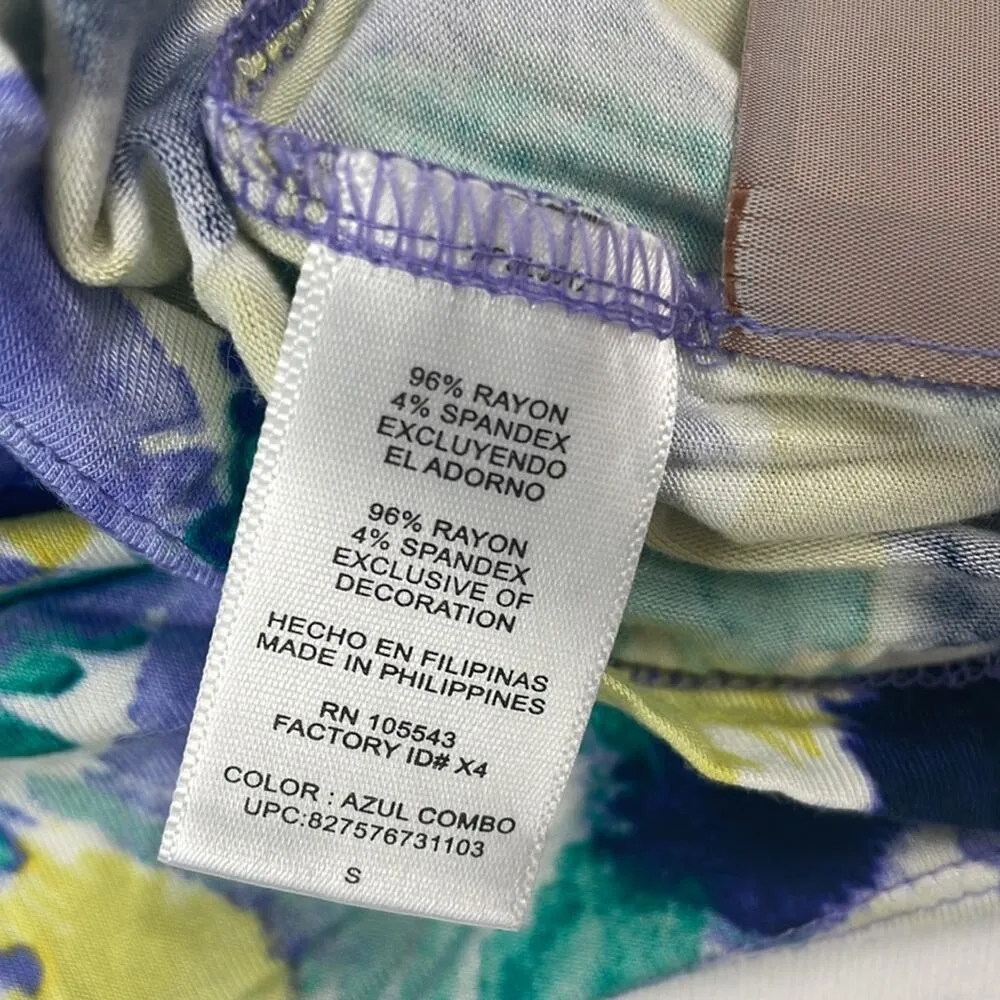 96% RAYON
4% SPANDEX
EXCLUYENDO
EL ADORNO
96% RAYON
4% SPANDEX
EXCLUSIVE OF
DECORATION
HECHO EN FILIPINAS
MADE IN PHILIPPINES
RN 105543
FACTORY ID# X4
COLOR : AZUL COMBO
UPC:827576731103
S